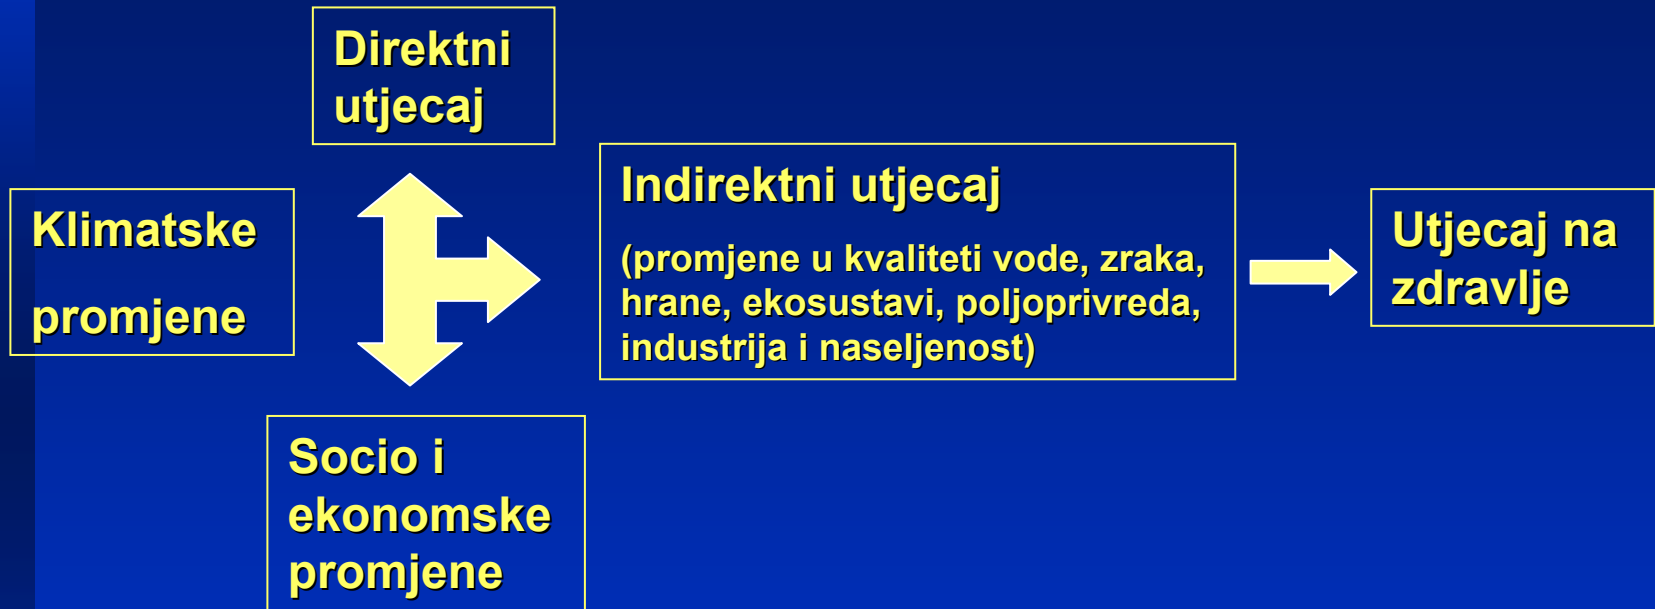 Direktni
utjecaj
Klimatske
promjene
Indirektni utjecaj
(promjene u kvaliteti vode, zraka,
hrane, ekosustavi, poljoprivreda,
industrija i naseljenost)
Utjecaj na
zdravlje
Socio i
ekonomske
promjene